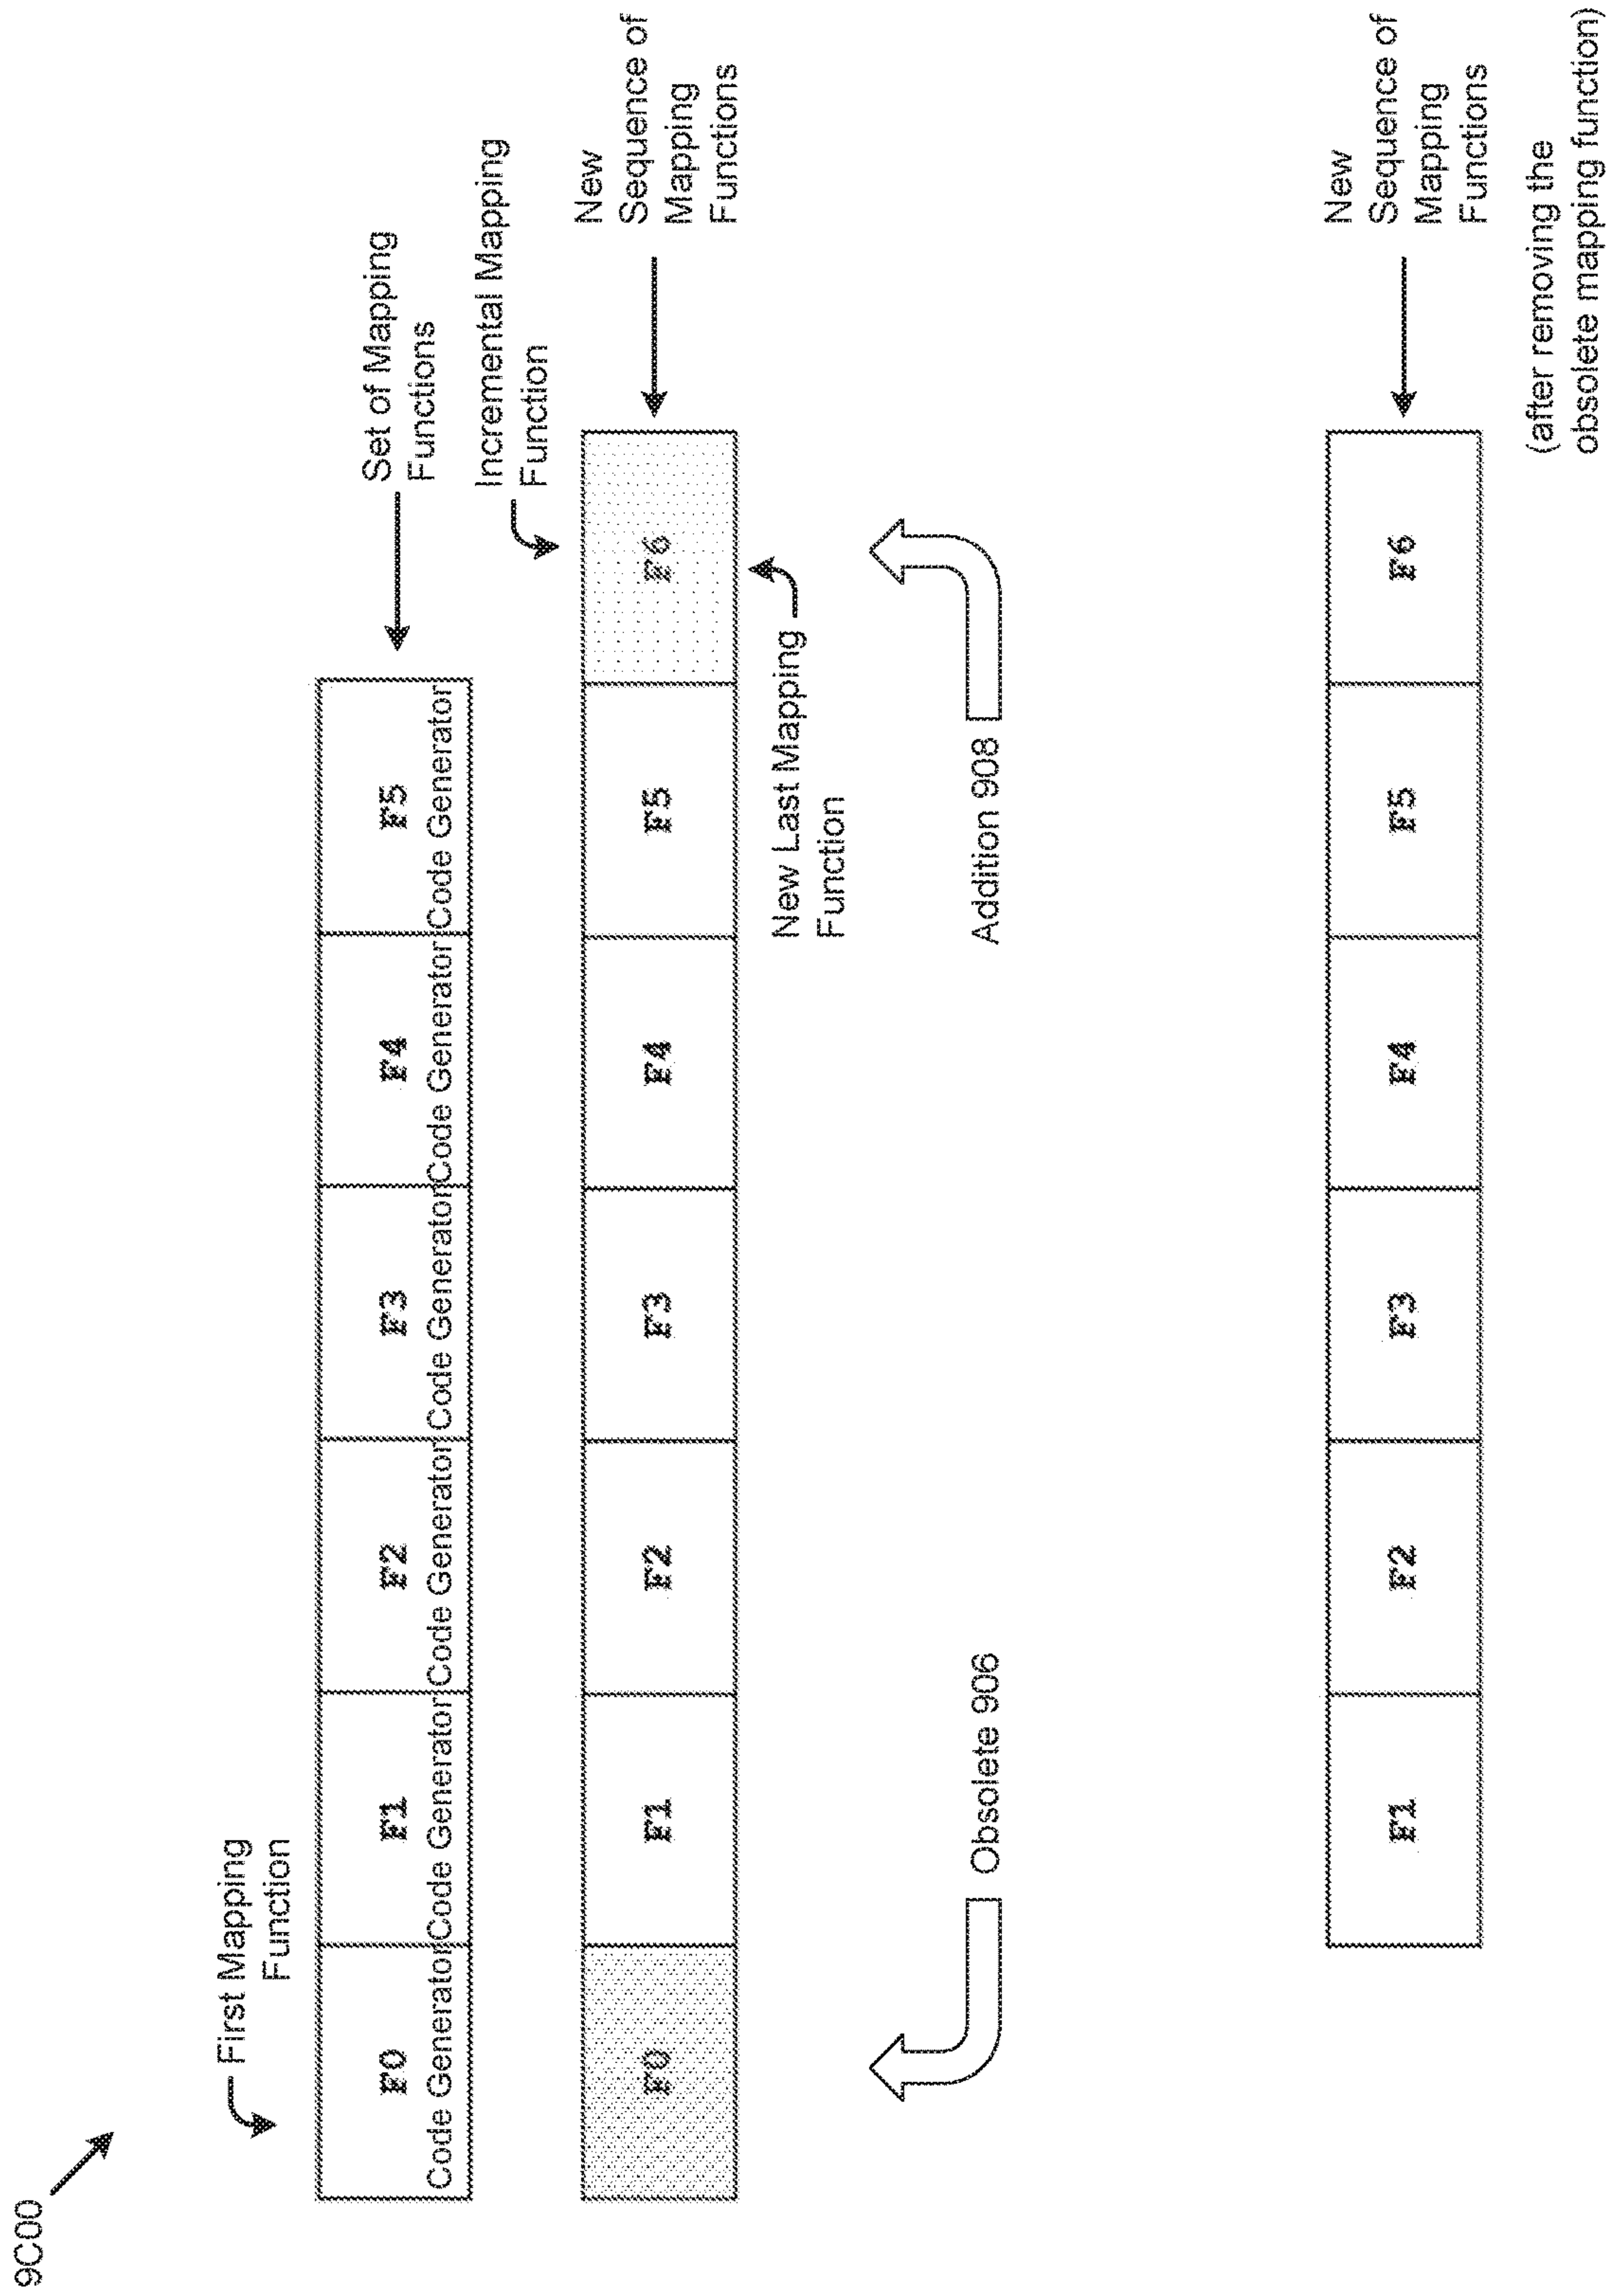 9C00
First Mapping
Function
F0
F1
F2
F3
F4
F5
Code Generator
Code Generator
Code Generator
Code Generator
Code Generator
Code Generator
Set of Mapping
Functions
Incremental Mapping
Function
F0
F1
F2
F3
F4
F5
F6
New
Sequence of
Mapping
Functions
New Last Mapping
Function
Obsolete 906
Addition 908
F1
F2
F3
F4
F5
F6
New
Sequence of
Mapping
Functions
(after removing the
obsolete mapping function)